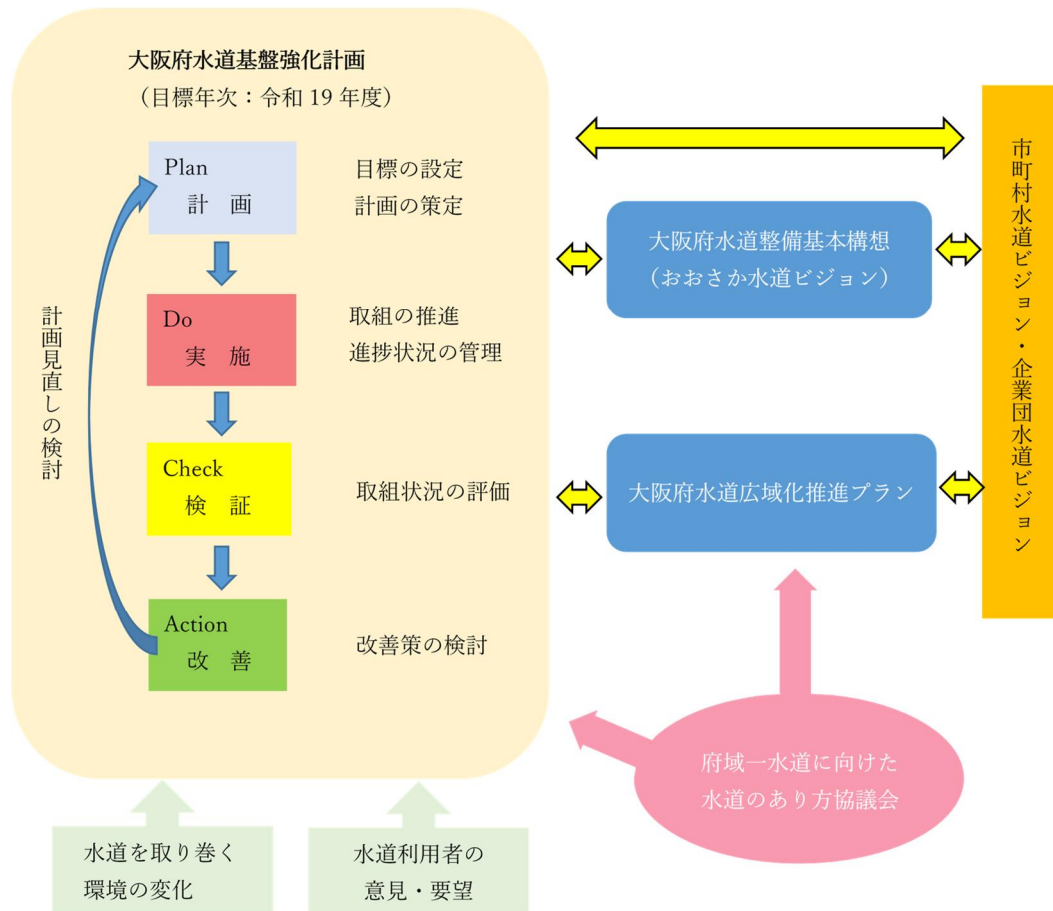 大阪府水道基盤強化計画
（目標年次：令和 19 年度）
Plan
計　画
目標の設定
計画の策定
Do
実　施
取組の推進
進捗状況の管理
Check
検　証
取組状況の評価
Action
改　善
改善策の検討
計画見直しの検討
大阪府水道整備基本構想
（おおさか水道ビジョン）
大阪府水道広域化推進プラン
市町村水道ビジョン・企業団水道ビジョン
府域一水道に向けた
水道のあり方協議会
水道を取り巻く
環境の変化
水道利用者の
意見・要望